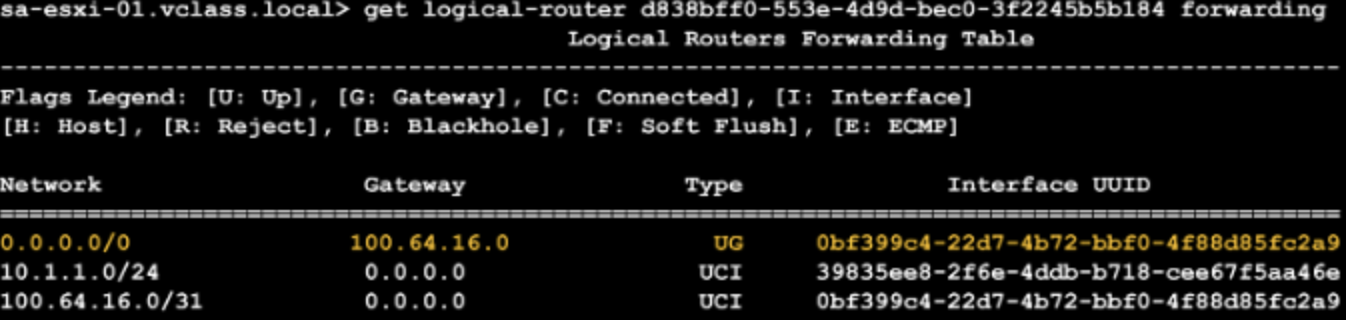 sa-esxi-01.vclass.local> get logical-router d838bff0-553e-4d9d-bec0-3f2245b5b184 forwarding
Logical Routers Forwarding Table
--------------------------------------------------------------------------------------------
Flags Legend: [U: Up], [G: Gateway], [C: Connected], [I: Interface]
[H: Host], [R: Reject], [B: Blackhole], [F: Soft Flush], [E: ECMP]
Network Gateway Type Interface UUID
============================================================================================
0.0.0.0/0 100.64.16.0 UG 0bf399c4-22d7-4b72-bbf0-4f88d85fc2a9
10.1.1.0/24 0.0.0.0 UCI 39835ee8-2f6e-4ddb-b718-cee67f5aa46e
100.64.16.0/31 0.0.0.0 UCI 0bf399c4-22d7-4b72-bbf0-4f88d85fc2a9